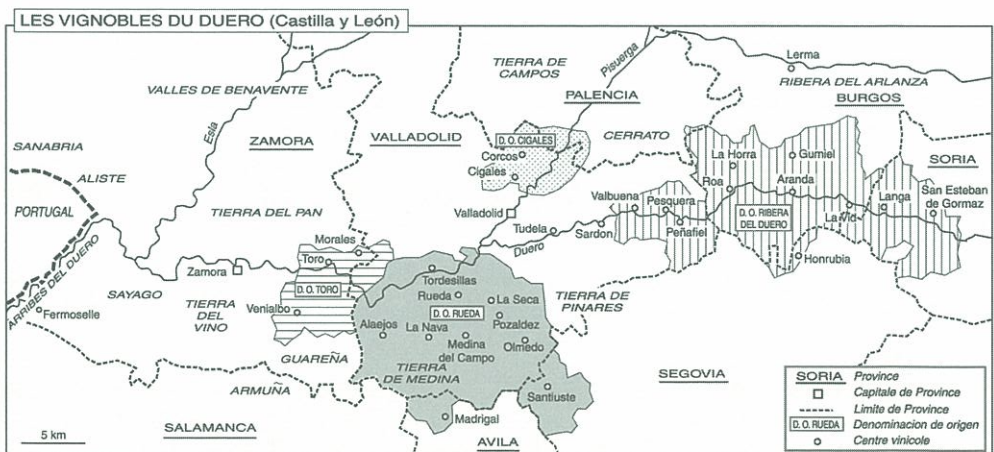 LES VIGNOBLES DU DUERO (Castilla y León)
TIERRA DE
CAMPOS
Pisuerga
Lerma
RIBERA DEL ARLANZA
VALLES DE BENAVENTE
PALENCIA
BURGOS
Esla
ZAMORA
VALLADOLID
D. O. CIGALES
CERRATO
SANABRIA
Corcos
Cigales
La Horra
Gumiel
SORIA
ALISTE
Roa
Aranda
PORTUGAL
TIERRA DEL PAN
Valladolid
Valbuena
Pesquera
Langa
San Esteban
de Gormaz
Tudela
Sardon
Peñafiel
D. O. RIBERA
DEL DUERO
La Vid
ARRIBES DEL DUERO
Morales
Toro
Duero
Honrubia
Zamora
D. O. TORO
Tordesillas
SAYAGO
Rueda
La Seca
TIERRA DE
PINARES
Fermoselle
TIERRA
DEL
VINO
Venialbo
D. O. RUEDA
Alaejos
La Nava
Pozaldez
Medina
del Campo
Olmedo
GUAREÑA
TIERRA
DE MEDINA
ARMUÑA
Santiuste
SEGOVIA
Madrigal
SALAMANCA
AVILA
5 km
SORIA Province
Capitale de Province
Limite de Province
D. O. RUEDA Denominacion de origen
Centre vinicole